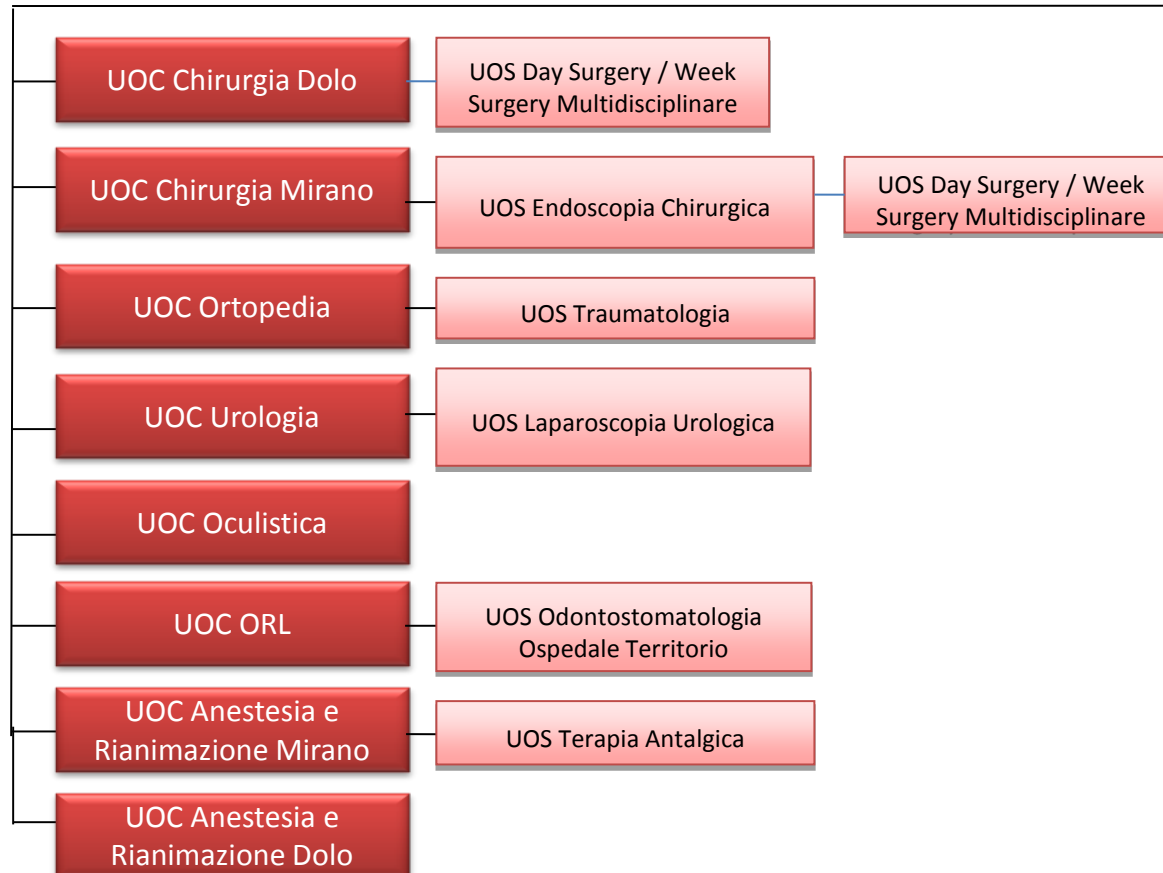 UOC Chirurgia Dolo
UOS Day Surgery / Week
Surgery Multidisciplinare
UOC Chirurgia Mirano
UOS Endoscopia Chirurgica
UOS Day Surgery / Week
Surgery Multidisciplinare
UOC Ortopedia
UOS Traumatologia
UOC Urologia
UOS Laparoscopia Urologica
UOC Oculistica
UOC ORL
UOS Odontostomatologia
Ospedale Territorio
UOC Anestesia e
Rianimazione Mirano
UOS Terapia Antalgica
UOC Anestesia e
Rianimazione Dolo